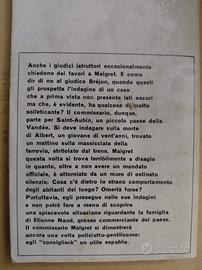 Anche i giudici istruttori occasionalmente
chiedono dei favori a Maigret. E come
dir di no al giudice Bréjon, quando questi
gli prospetta l'indagine di un caso
che a prima vista non presenta lati oscuri
ma che, è evidente, ha qualcosa di molto
solleticante? Il commissario, dunque,
parte per Saint-Aubin, un piccolo paese della
Vandée. Si deve indagare sulla morte
di Albert, un giovane di vent'anni, trovato
un mattino sulla massicciata della
ferrovia, stritolato dal treno. Maigret
questa volta si trova terribilmente a disagio
in quanto, oltre a non avere un mandato
ufficiale, è attorniato da un muro di ostinato
silenzio. Cosa c'è dietro lo strano comportamento
degli abitanti del luogo? Omertà forse?
Purtuttavia, egli prosegue nelle sue indagini
e non potrà fare a meno di scoprire
una spiacevole situazione riguardante la famiglia
di Etienne Naud, grosso commerciante del paese.
Il commissario Maigret si dimostrerà
ancora una volta poliziotto-gentiluomo:
egli "consiglierà" un utile espatrio.
Subito.it